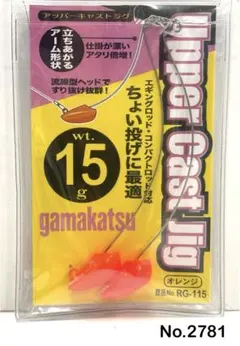 アッパーキャストジグ
立ちあがる
アーム形状
仕掛が漂い
アタリ倍増!
流線型ヘッドで
すり抜け抜群!
エギングロッド・コンパクトロッド対応
ちょい投げに最適
Upper Cast Jig
wt.
15
g
gamakatsu
オレンジ
No. RG-115
No.2781